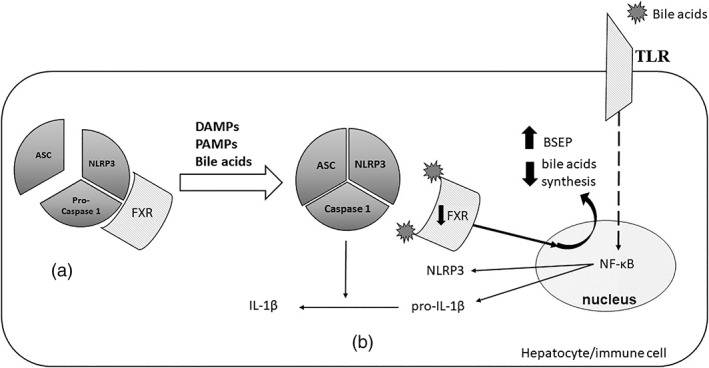 Bile acids
TLR
DAMPs
PAMPs
Bile acids
BSEP
bile acids
synthesis
ASC
NLRP3
Pro-
Caspase 1
FXR
(a)
ASC
NLRP3
Caspase 1
FXR
NLRP3
NF-κB
nucleus
IL-1β
pro-IL-1β
(b)
Hepatocyte/immune cell